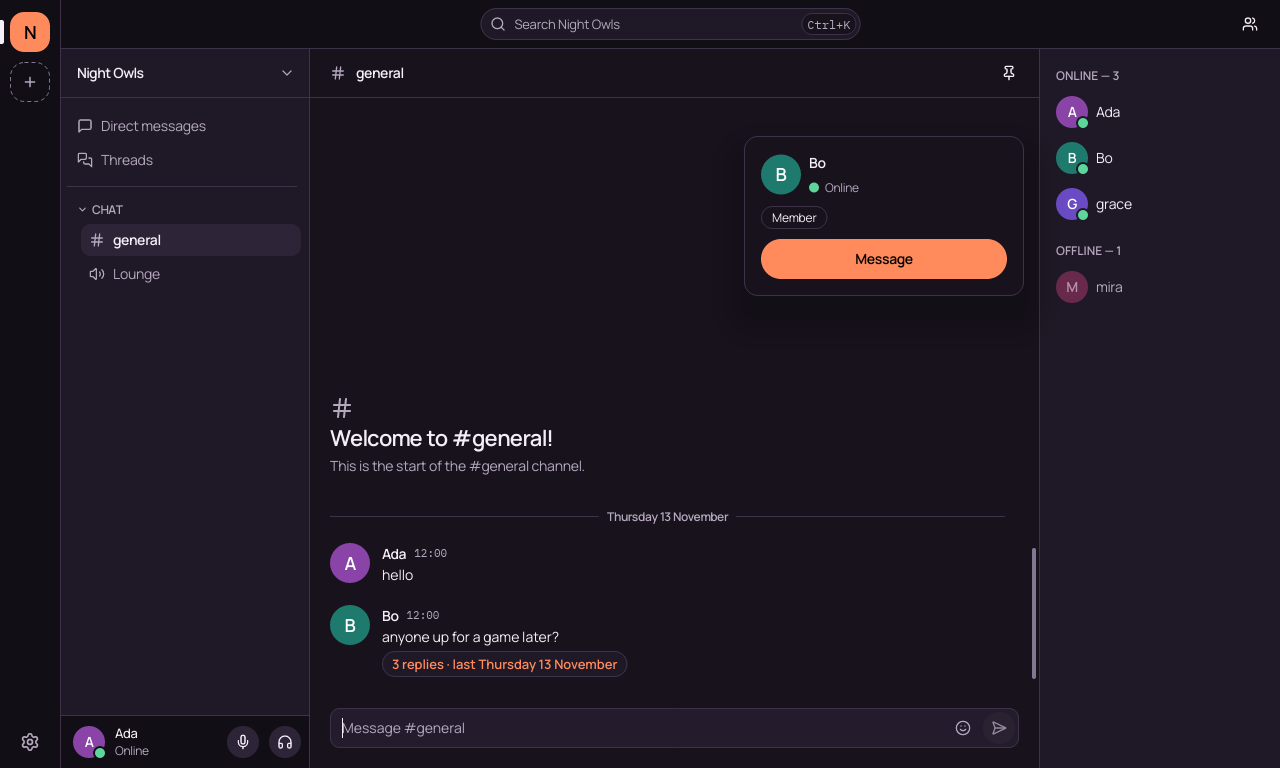 N
Search Night Owls
Ctrl+K
Night Owls
Direct messages
Threads
CHAT
general
Lounge
A
Ada
Online
general
B
Bo
Online
Member
Message
Welcome to #general!
This is the start of the #general channel.
Thursday 13 November
A
Ada 12:00
hello
B
Bo 12:00
anyone up for a game later?
3 replies · last Thursday 13 November
Message #general
ONLINE — 3
A
Ada
B
Bo
G
grace
OFFLINE — 1
M
mira